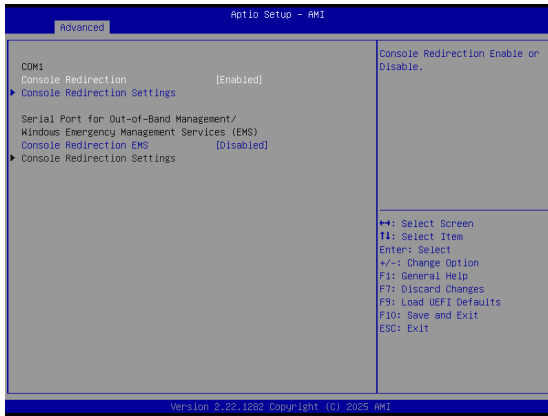 Aptio Setup - AMI
Advanced
COM1
Console Redirection [Enabled]
Console Redirection Settings
Serial Port for Out-of-Band Management/
Windows Emergency Management Services (EMS)
Console Redirection EMS [Disabled]
Console Redirection Settings
Console Redirection Enable or
Disable.
↔: Select Screen
↑↓: Select Item
Enter: Select
+/-: Change Option
F1: General Help
F7: Discard Changes
F9: Load UEFI Defaults
F10: Save and Exit
ESC: Exit
Version 2.22.1282 Copyright (C) 2025 AMI